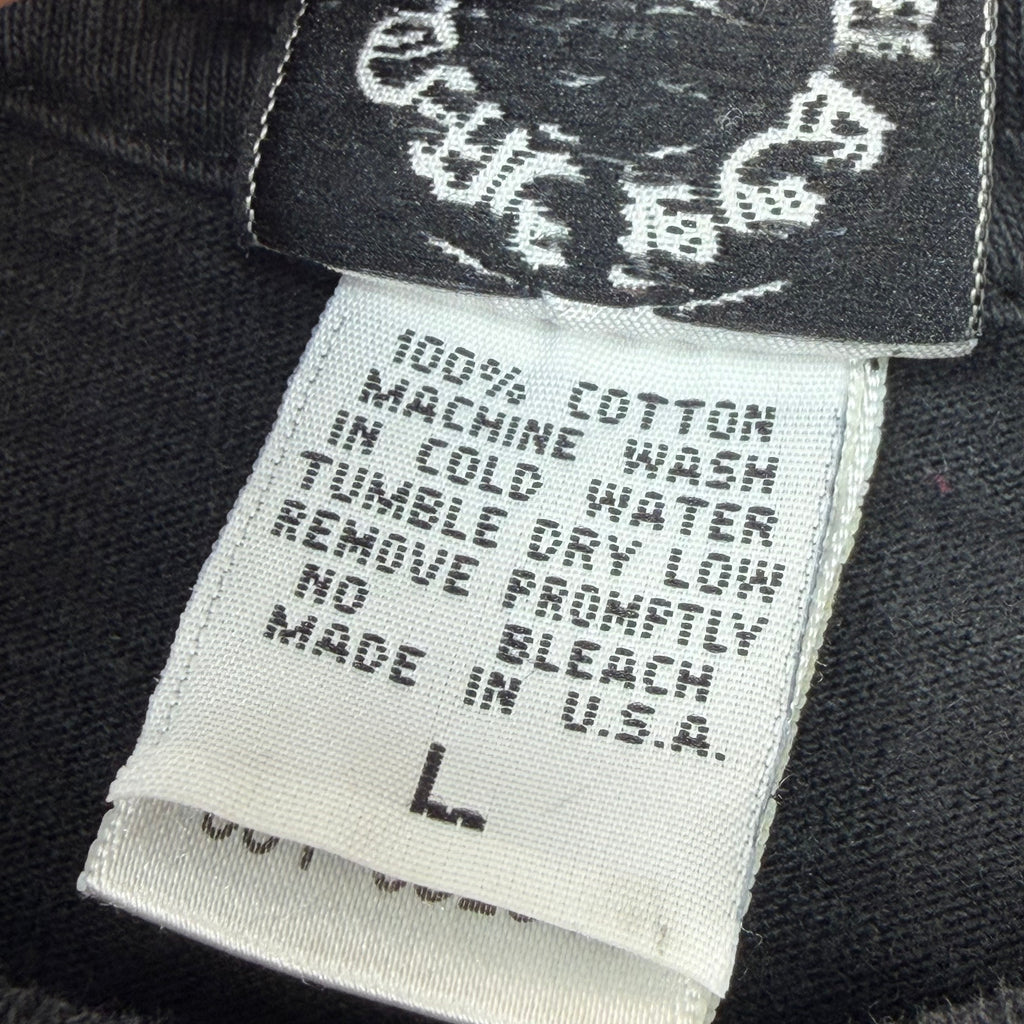 100% COTTON
MACHINE WASH
IN COLD WATER
TUMBLE DRY LOW
REMOVE PROMPTLY
NO BLEACH
MADE IN U.S.A.
L